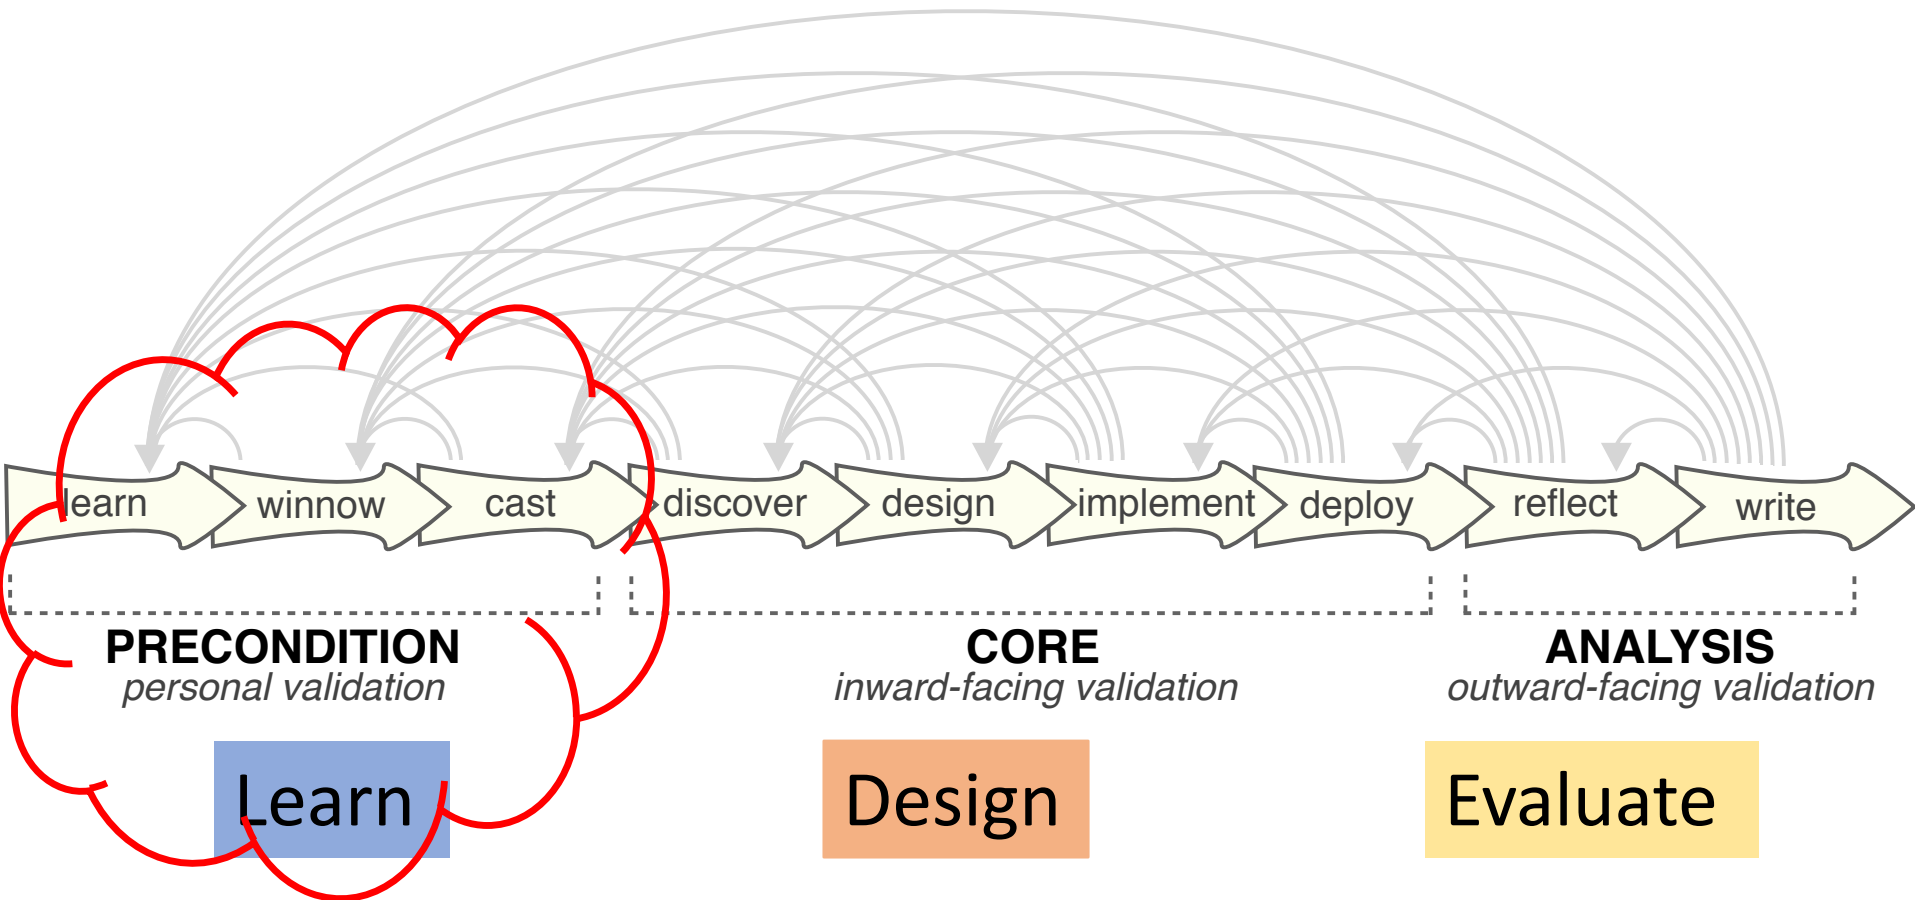 learn winnow cast discover design implement deploy reflect write
PRECONDITION CORE ANALYSIS
personal validation inward-facing validation outward-facing validation
Learn Design Evaluate